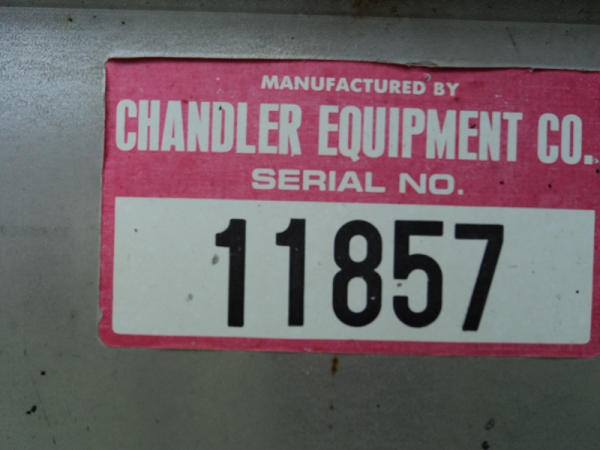 MANUFACTURED BY
CHANDLER EQUIPMENT CO.
SERIAL NO.
11857